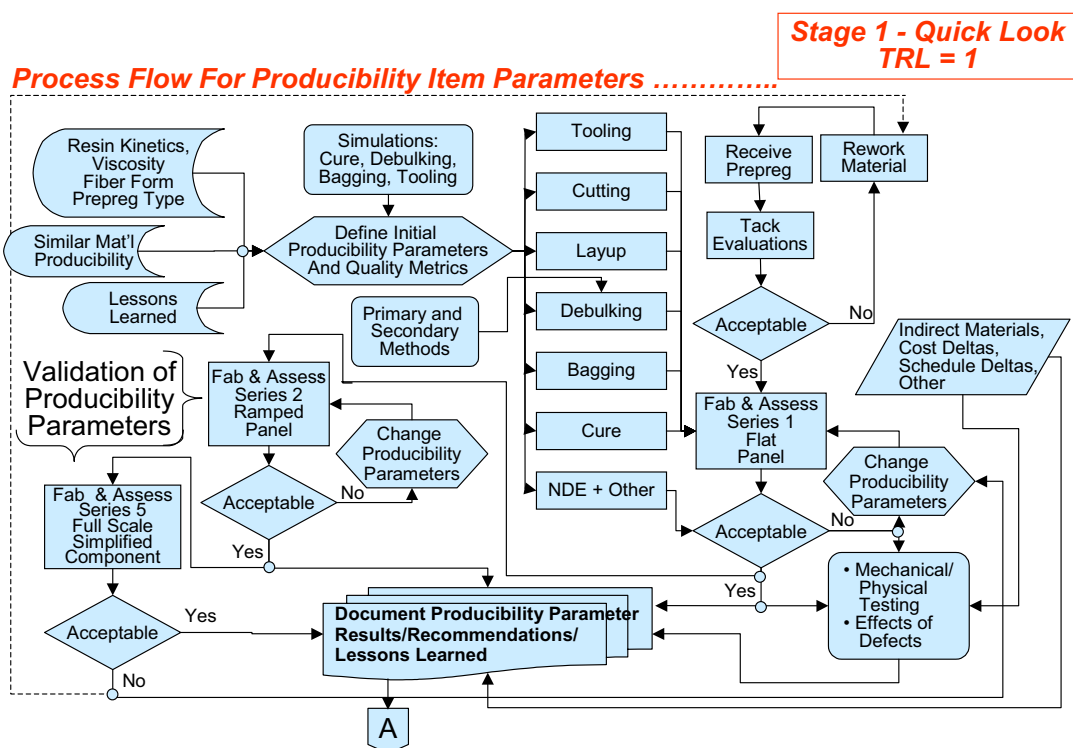 Stage 1 - Quick Look
TRL = 1
Process Flow For Producibility Item Parameters …………..
Resin Kinetics,
Viscosity
Fiber Form
Prepreg Type
Similar Mat'l
Producibility
Lessons
Learned
Simulations:
Cure, Debulking,
Bagging, Tooling
Define Initial
Producibility Parameters
And Quality Metrics
Primary and
Secondary
Methods
Tooling
Cutting
Layup
Debulking
Bagging
Cure
NDE + Other
Receive
Prepreg
Rework
Material
Tack
Evaluations
Acceptable
No
Yes
Indirect Materials,
Cost Deltas,
Schedule Deltas,
Other
Fab & Assess
Series 1
Flat
Panel
Change
Producibility
Parameters
Acceptable
No
Yes
• Mechanical/
Physical
Testing
• Effects of
Defects
Validation of
Producibility
Parameters
Fab & Assess
Series 2
Ramped
Panel
Change
Producibility
Parameters
Acceptable
No
Yes
Fab & Assess
Series 5
Full Scale
Simplified
Component
Acceptable
Yes
No
Document Producibility Parameter
Results/Recommendations/
Lessons Learned
A